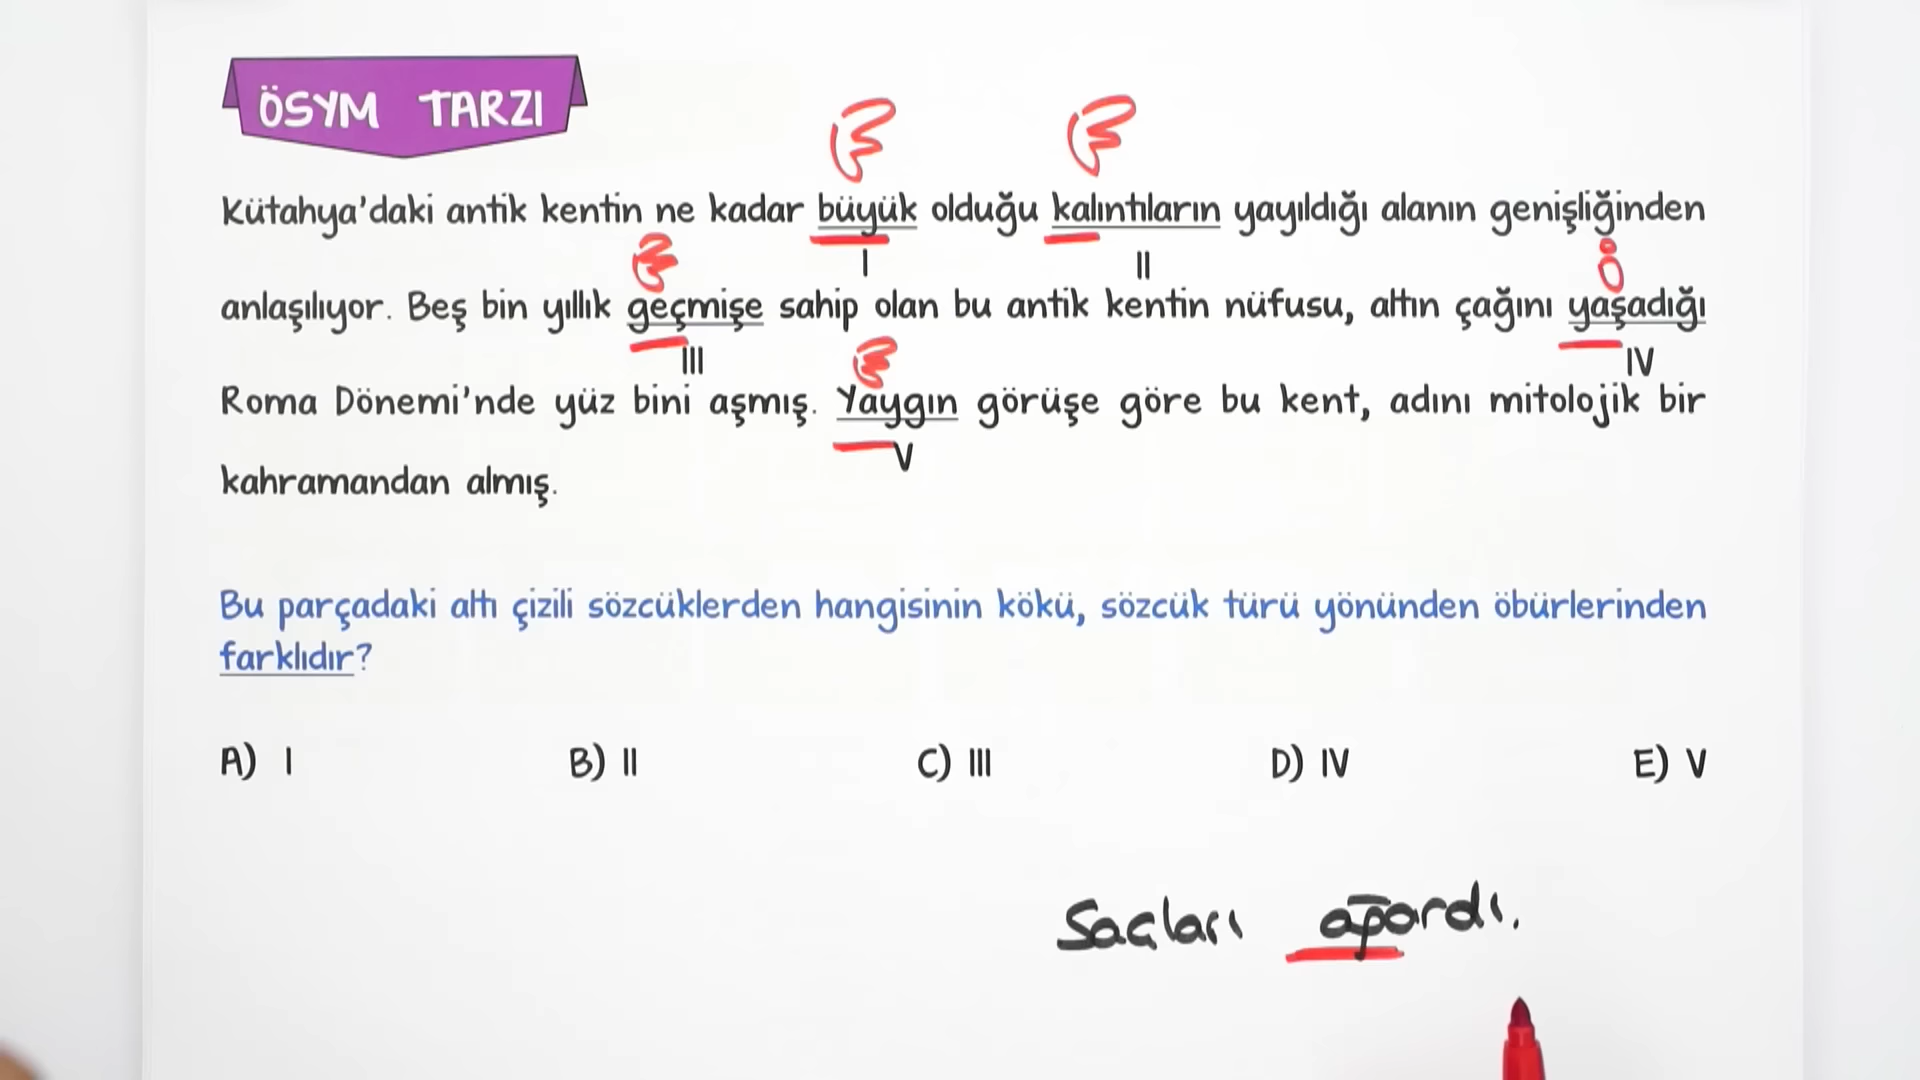 ÖSYM TARZI
Kütahya'daki antik kentin ne kadar büyük olduğu kalıntıların yayıldığı alanın genişliğinden
I II
anlaşılıyor. Beş bin yıllık geçmişe sahip olan bu antik kentin nüfusu, altın çağını yaşadığı
III IV
Roma Dönemi'nde yüz bini aşmış. Yaygın görüşe göre bu kent, adını mitolojik bir
V
kahramandan almış.
Bu parçadaki altı çizili sözcüklerden hangisinin kökü, sözcük türü yönünden öbürlerinden
farklıdır?
A) I B) II C) III D) IV E) V
Saçları apardı.